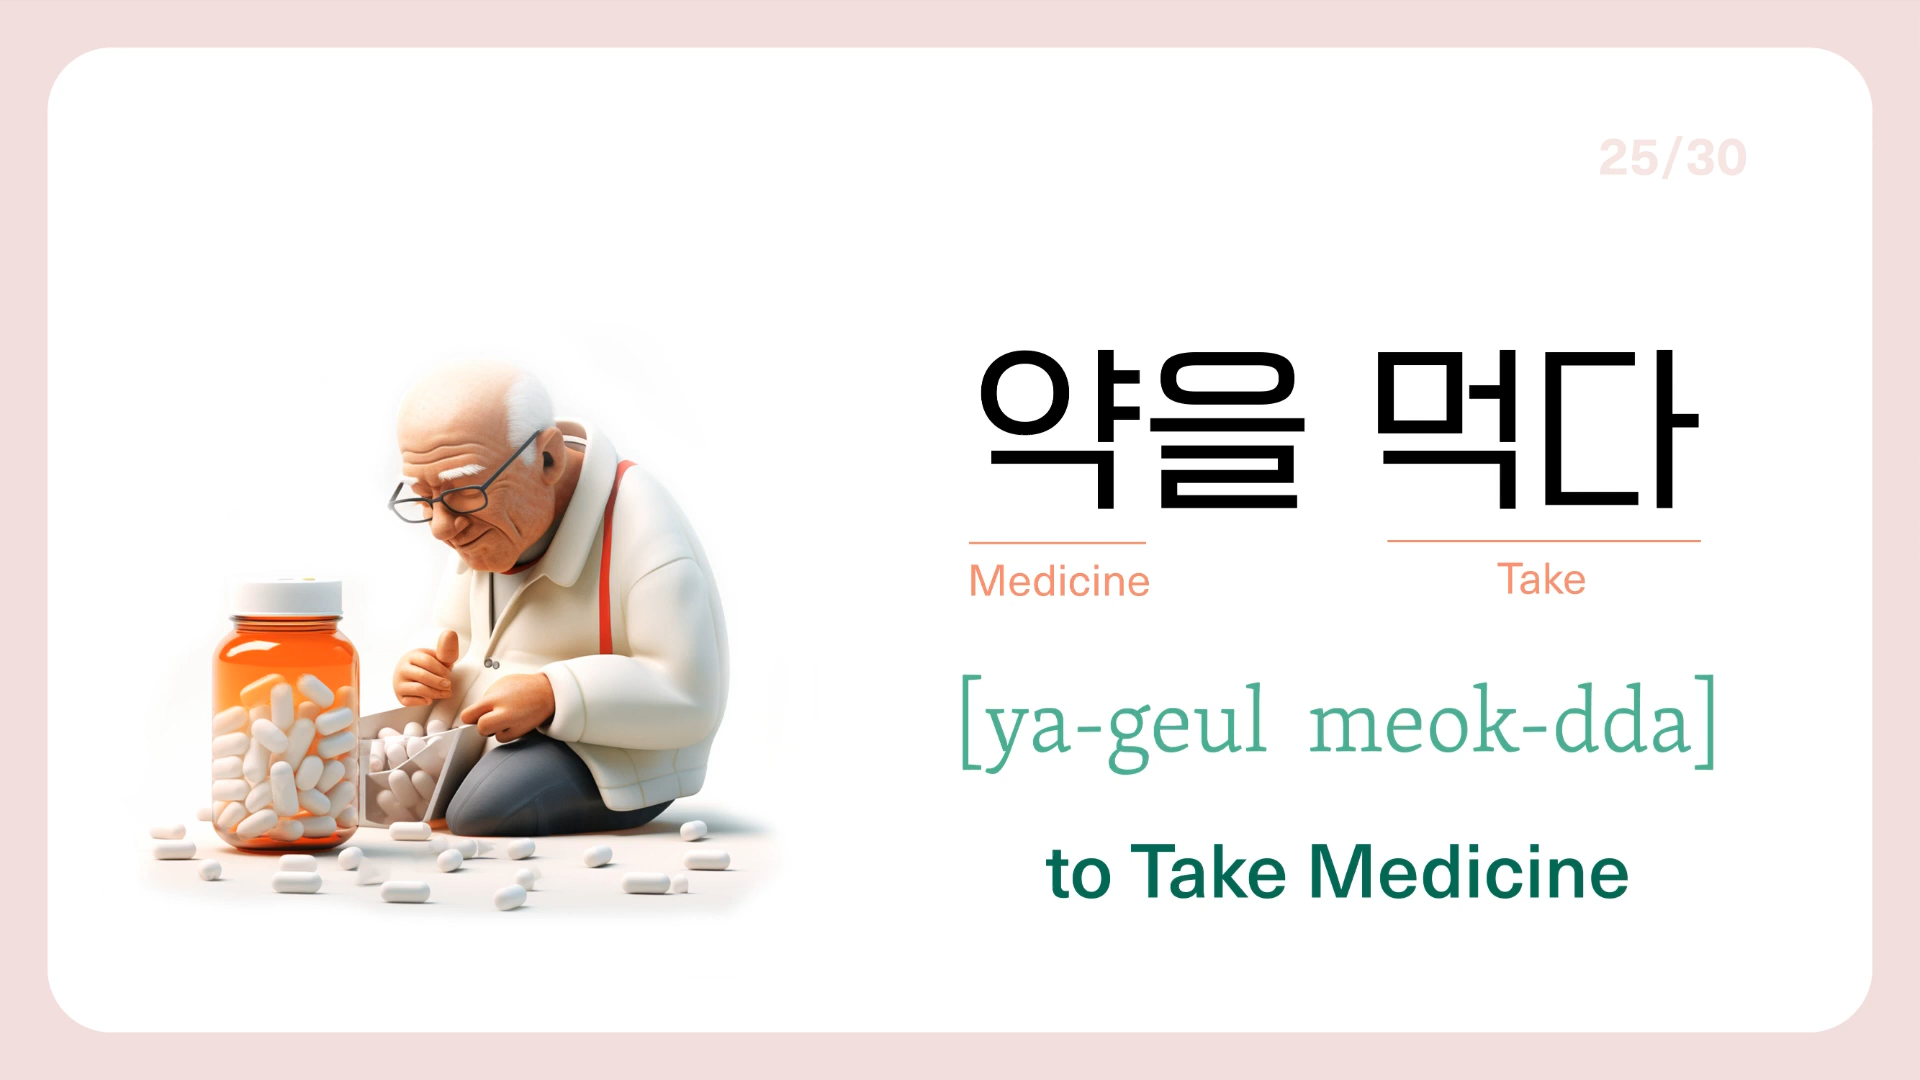 25/30
약을 먹다
Medicine Take
[ya-geul meok-dda]
to Take Medicine